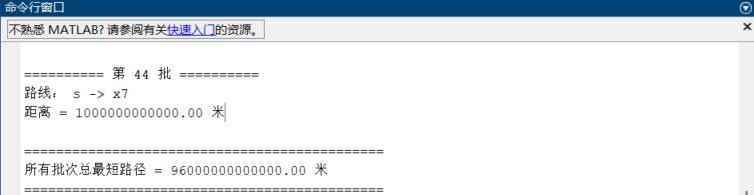 命令行窗口
不熟悉 MATLAB? 请参阅有关快速入门的资源。
========== 第 44 批 ==========
路线： s -> x7
距离 = 1000000000000.00 米
=============================================
所有批次总最短路径 = 96000000000000.00 米
=============================================